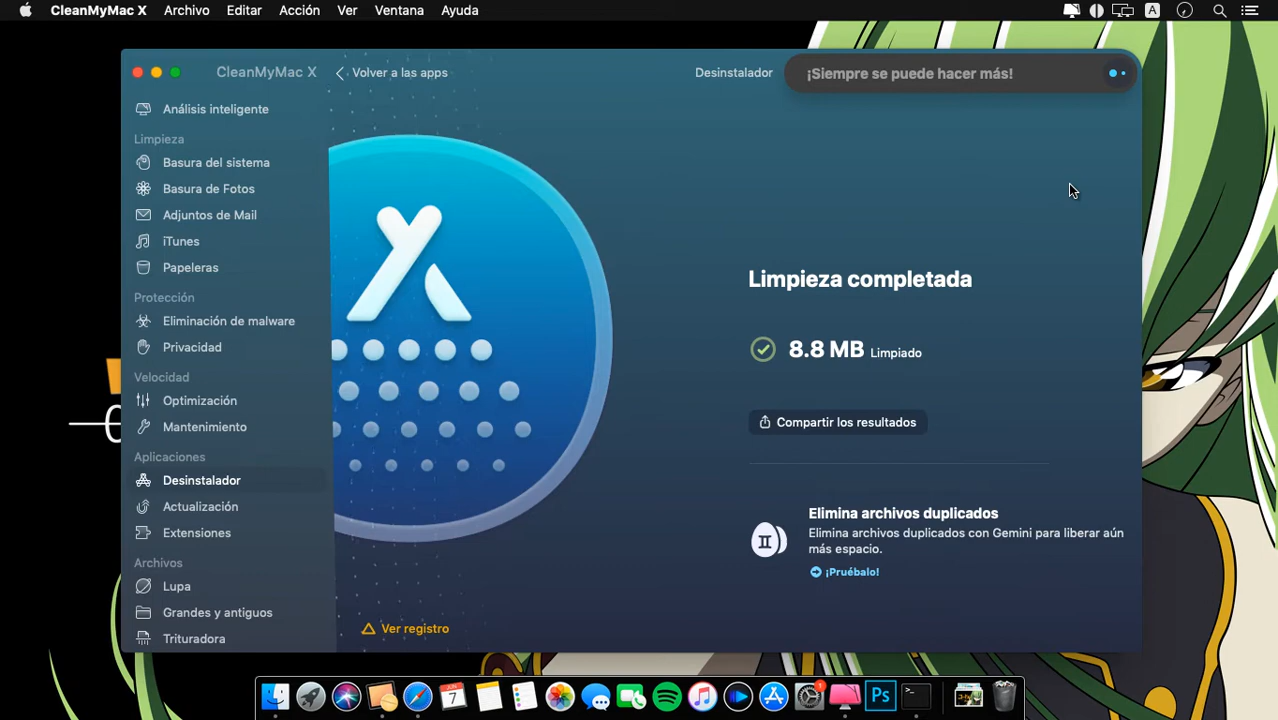 CleanMyMac X Archivo Editar Acción Ver Ventana Ayuda A
CleanMyMac X Volver a las apps Desinstalador ¡Siempre se puede hacer más!
Análisis inteligente
Limpieza
Basura del sistema
Basura de Fotos
Adjuntos de Mail
iTunes
Papeleras
Protección
Eliminación de malware
Privacidad
Velocidad
Optimización
Mantenimiento
Aplicaciones
Desinstalador
Actualización
Extensiones
Archivos
Lupa
Grandes y antiguos
Trituradora
Limpieza completada
8.8 MB Limpiado
Compartir los resultados
Elimina archivos duplicados
Elimina archivos duplicados con Gemini para liberar aún
más espacio.
¡Pruébalo!
Ver registro
7
1
Ps